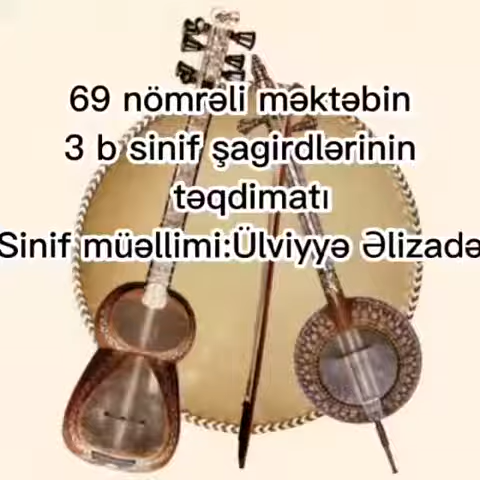 69 nömrəli məktəbin
3 b sinif şagirdlərinin
təqdimatı
Sinif müəllimi:Ülviyyə Əlizadə